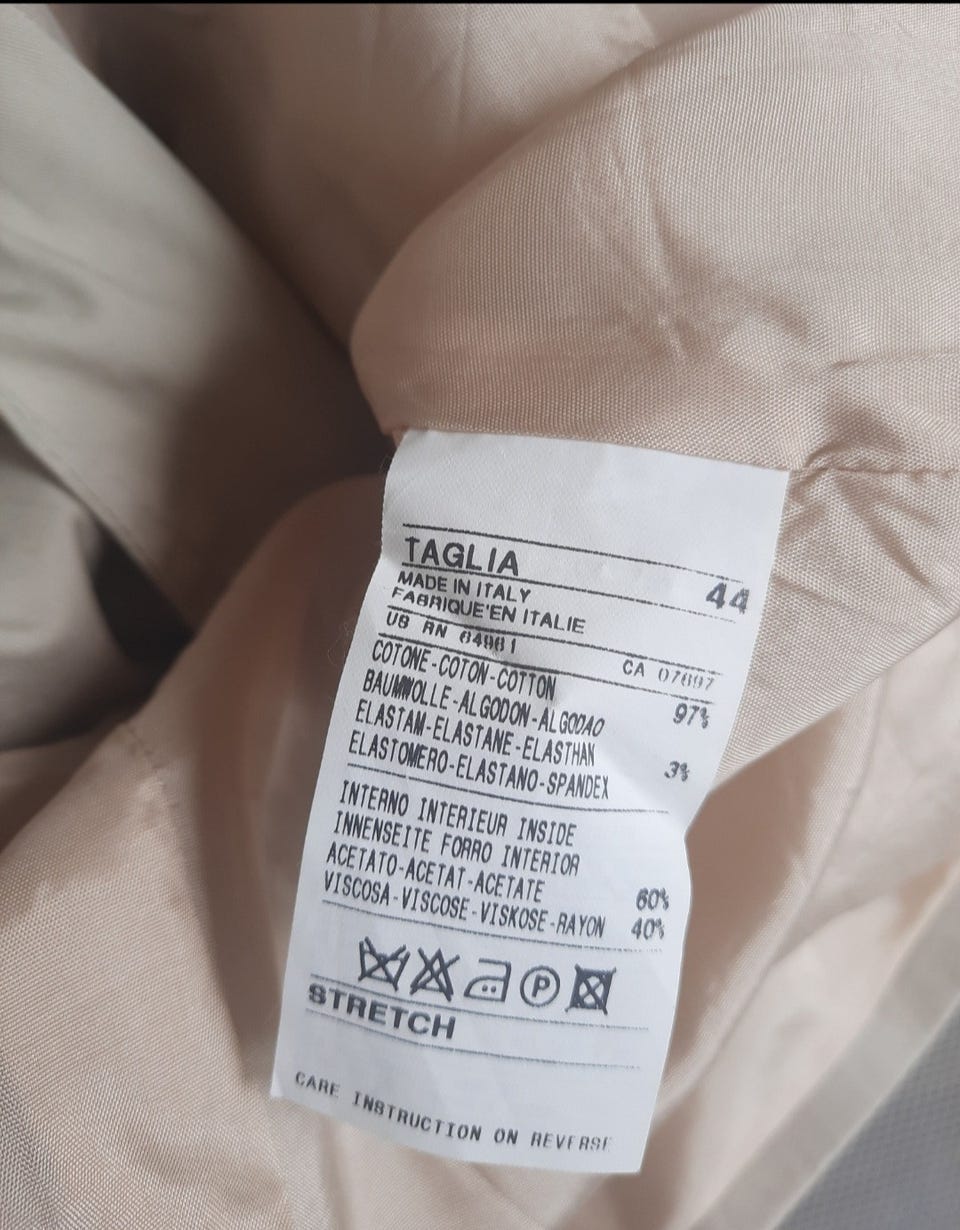 TAGLIA 44
MADE IN ITALY
FABRIQUE'EN ITALIE
US RN 64961 CA 07697
COTONE-COTON-COTTON
BAUMWOLLE-ALGODON-ALGODAO 97%
ELASTAM-ELASTANE-ELASTHAN
ELASTOMERO-ELASTANO-SPANDEX 3%
INTERNO INTERIEUR INSIDE
INNENSEITE FORRO INTERIOR
ACETATO-ACETAT-ACETATE 60%
VISCOSA-VISCOSE-VISKOSE-RAYON 40%
P
STRETCH
CARE INSTRUCTION ON REVERSE